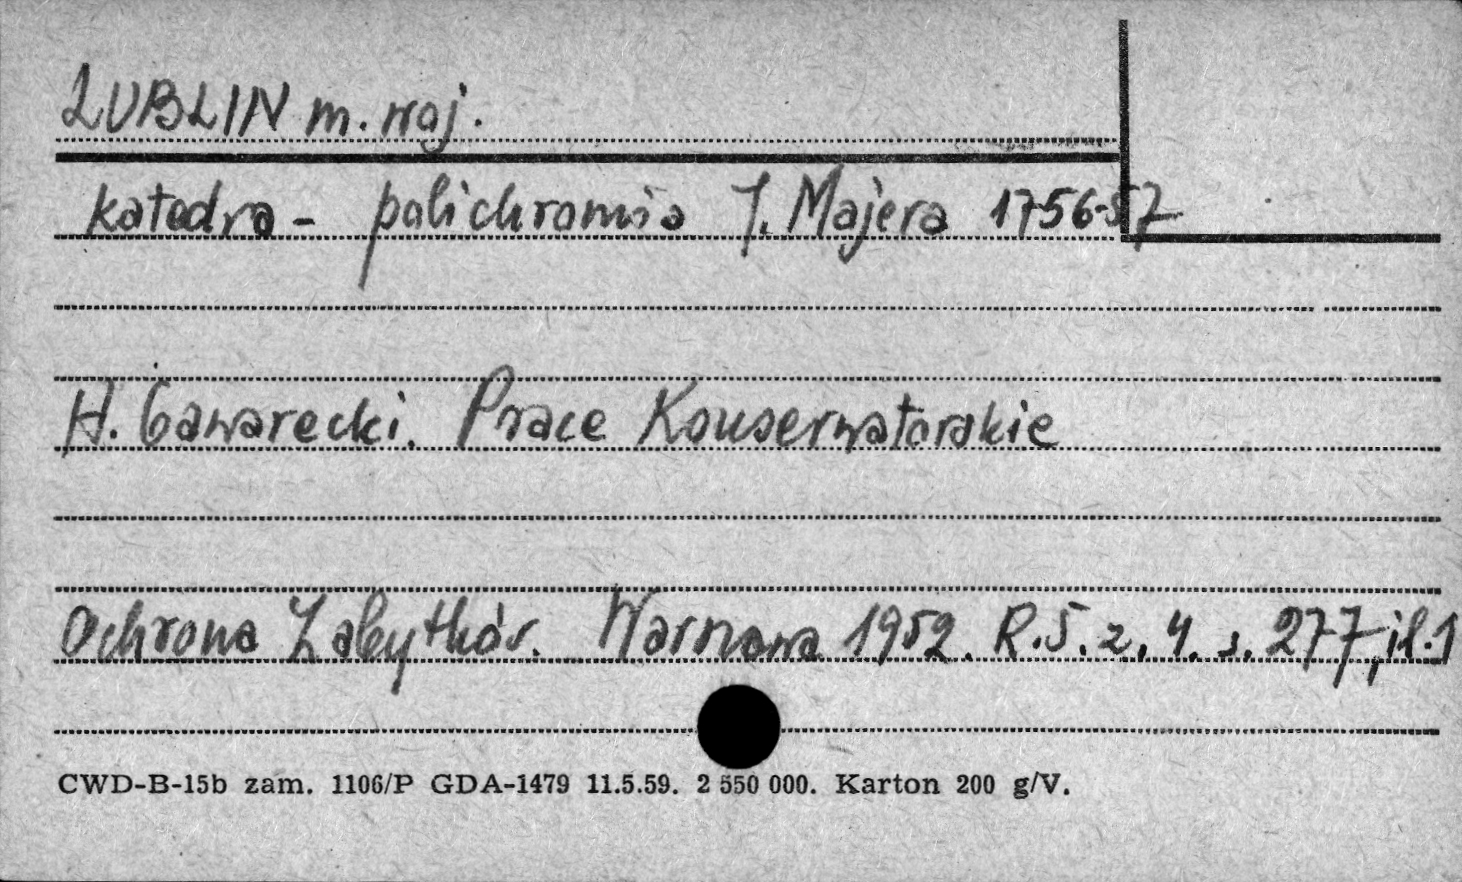 LUBLIN m. woj.
katedra - polichromia J. Majera 1756-57
H. Gawarecki. Prace Konserwatorskie
Ochrona Zabytków. Warszawa 1952. R.5. z. 4. s. 277, il.1
CWD-B-15b zam. 1106/P GDA-1479 11.5.59. 2 550 000. Karton 200 g/V.